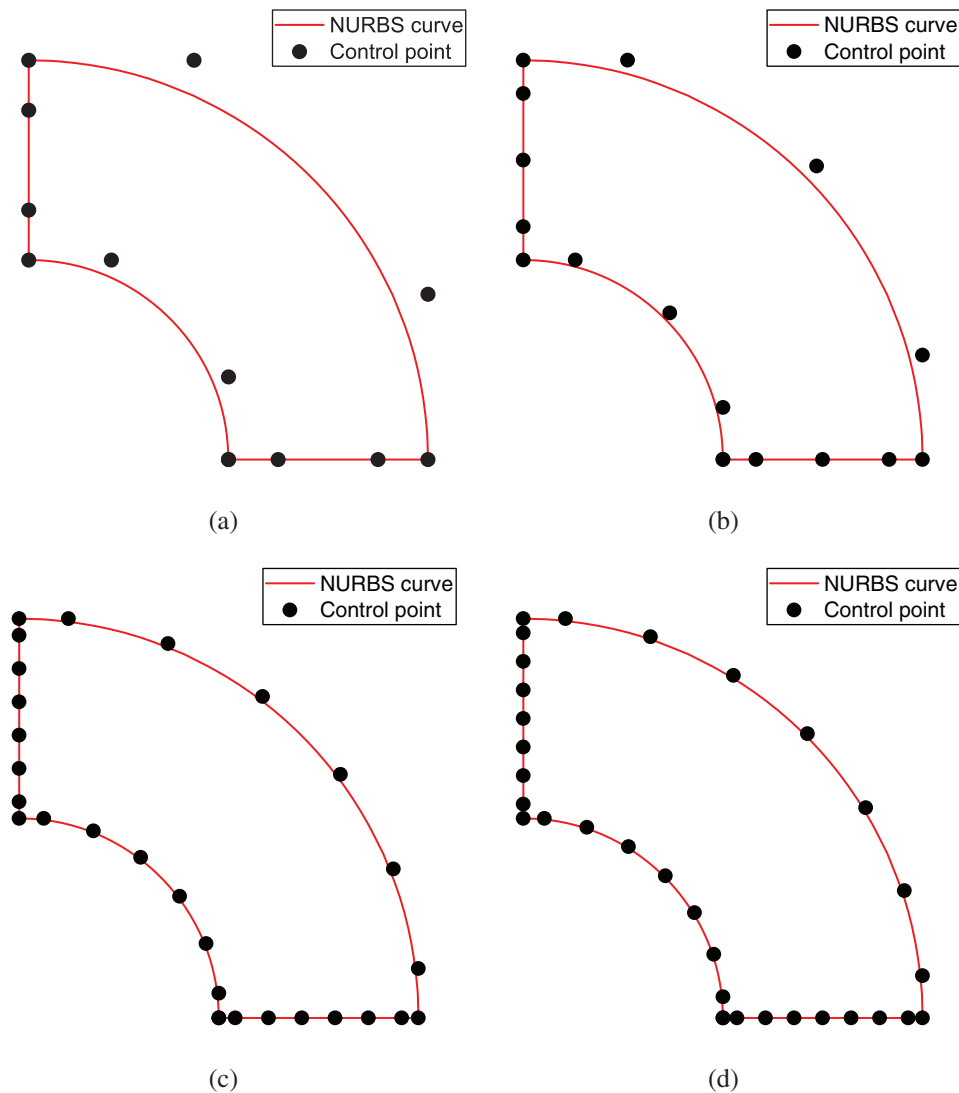 NURBS curve
Control point
NURBS curve
Control point
(a)
(b)
NURBS curve
Control point
NURBS curve
Control point
(c)
(d)